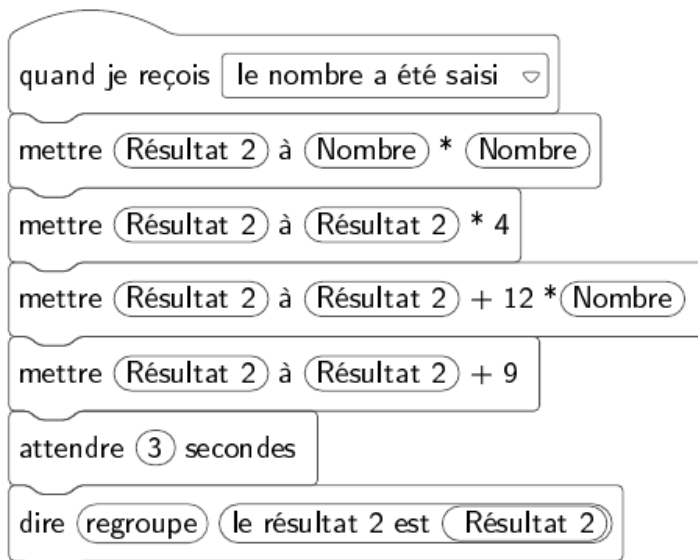 quand je reçois le nombre a été saisi
mettre Résultat 2 à Nombre * Nombre
mettre Résultat 2 à Résultat 2 * 4
mettre Résultat 2 à Résultat 2 + 12 * Nombre
mettre Résultat 2 à Résultat 2 + 9
attendre 3 secondes
dire regroupe le résultat 2 est Résultat 2